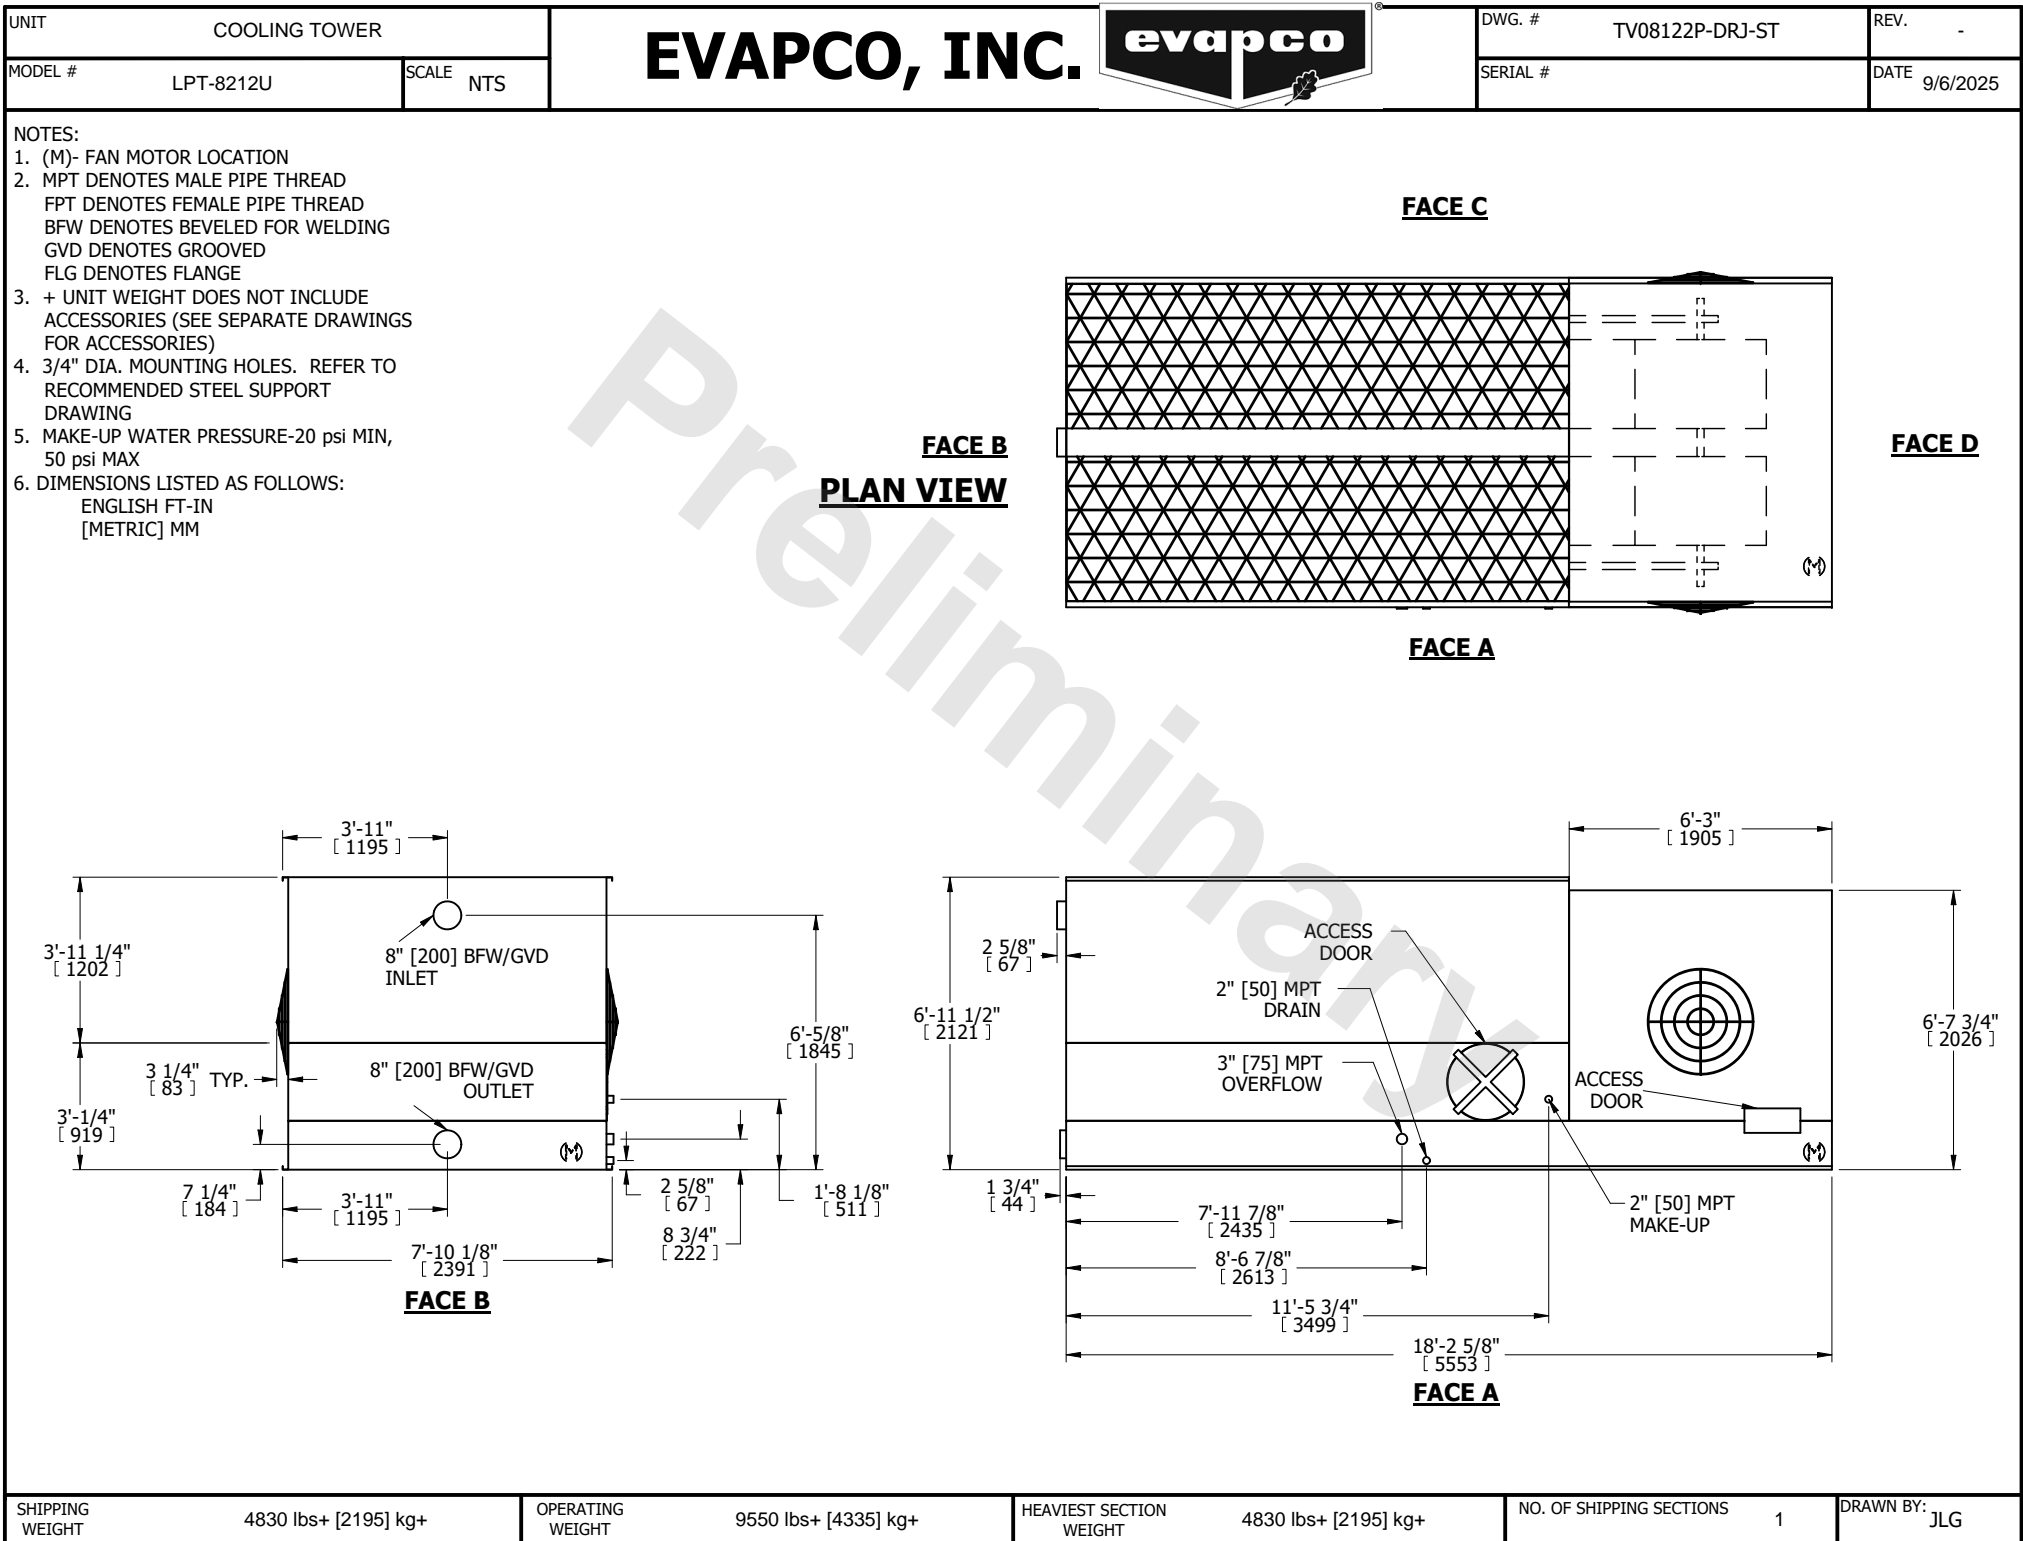 UNIT
COOLING TOWER
MODEL #
LPT-8212U
SCALE
NTS
EVAPCO, INC.
evapco
®
DWG. #
TV08122P-DRJ-ST
REV.
-
SERIAL #
DATE
9/6/2025
NOTES:
1. (M)- FAN MOTOR LOCATION
2. MPT DENOTES MALE PIPE THREAD
FPT DENOTES FEMALE PIPE THREAD
BFW DENOTES BEVELED FOR WELDING
GVD DENOTES GROOVED
FLG DENOTES FLANGE
3. + UNIT WEIGHT DOES NOT INCLUDE
ACCESSORIES (SEE SEPARATE DRAWINGS
FOR ACCESSORIES)
4. 3/4" DIA. MOUNTING HOLES. REFER TO
RECOMMENDED STEEL SUPPORT
DRAWING
5. MAKE-UP WATER PRESSURE-20 psi MIN,
50 psi MAX
6. DIMENSIONS LISTED AS FOLLOWS:
ENGLISH FT-IN
[METRIC] MM
Preliminary
FACE C
FACE B
PLAN VIEW
FACE D
(M)
FACE A
3'-11"
[ 1195 ]
3'-11 1/4"
[ 1202 ]
8" [200] BFW/GVD
INLET
6'-5/8"
[ 1845 ]
3 1/4"
[ 83 ] TYP.
8" [200] BFW/GVD
OUTLET
3'-1/4"
[ 919 ]
(M)
7 1/4"
[ 184 ]
3'-11"
[ 1195 ]
2 5/8"
[ 67 ]
1'-8 1/8"
[ 511 ]
8 3/4"
[ 222 ]
7'-10 1/8"
[ 2391 ]
FACE B
6'-3"
[ 1905 ]
2 5/8"
[ 67 ]
ACCESS
DOOR
2" [50] MPT
DRAIN
6'-11 1/2"
[ 2121 ]
6'-7 3/4"
[ 2026 ]
3" [75] MPT
OVERFLOW
ACCESS
DOOR
(M)
1 3/4"
[ 44 ]
2" [50] MPT
MAKE-UP
7'-11 7/8"
[ 2435 ]
8'-6 7/8"
[ 2613 ]
11'-5 3/4"
[ 3499 ]
18'-2 5/8"
[ 5553 ]
FACE A
SHIPPING
WEIGHT
4830 lbs+ [2195] kg+
OPERATING
WEIGHT
9550 lbs+ [4335] kg+
HEAVIEST SECTION
WEIGHT
4830 lbs+ [2195] kg+
NO. OF SHIPPING SECTIONS
1
DRAWN BY:
JLG